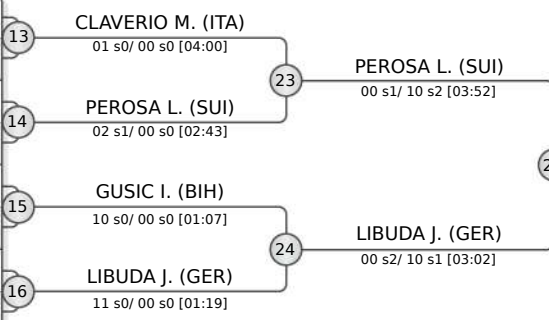 CLAVERIO M. (ITA)
13
01 s0/ 00 s0 [04:00]
23
PEROSA L. (SUI)
00 s1/ 10 s2 [03:52]
PEROSA L. (SUI)
14
02 s1/ 00 s0 [02:43]
GUSIC I. (BIH)
15
10 s0/ 00 s0 [01:07]
24
LIBUDA J. (GER)
00 s2/ 10 s1 [03:02]
LIBUDA J. (GER)
16
11 s0/ 00 s0 [01:19]